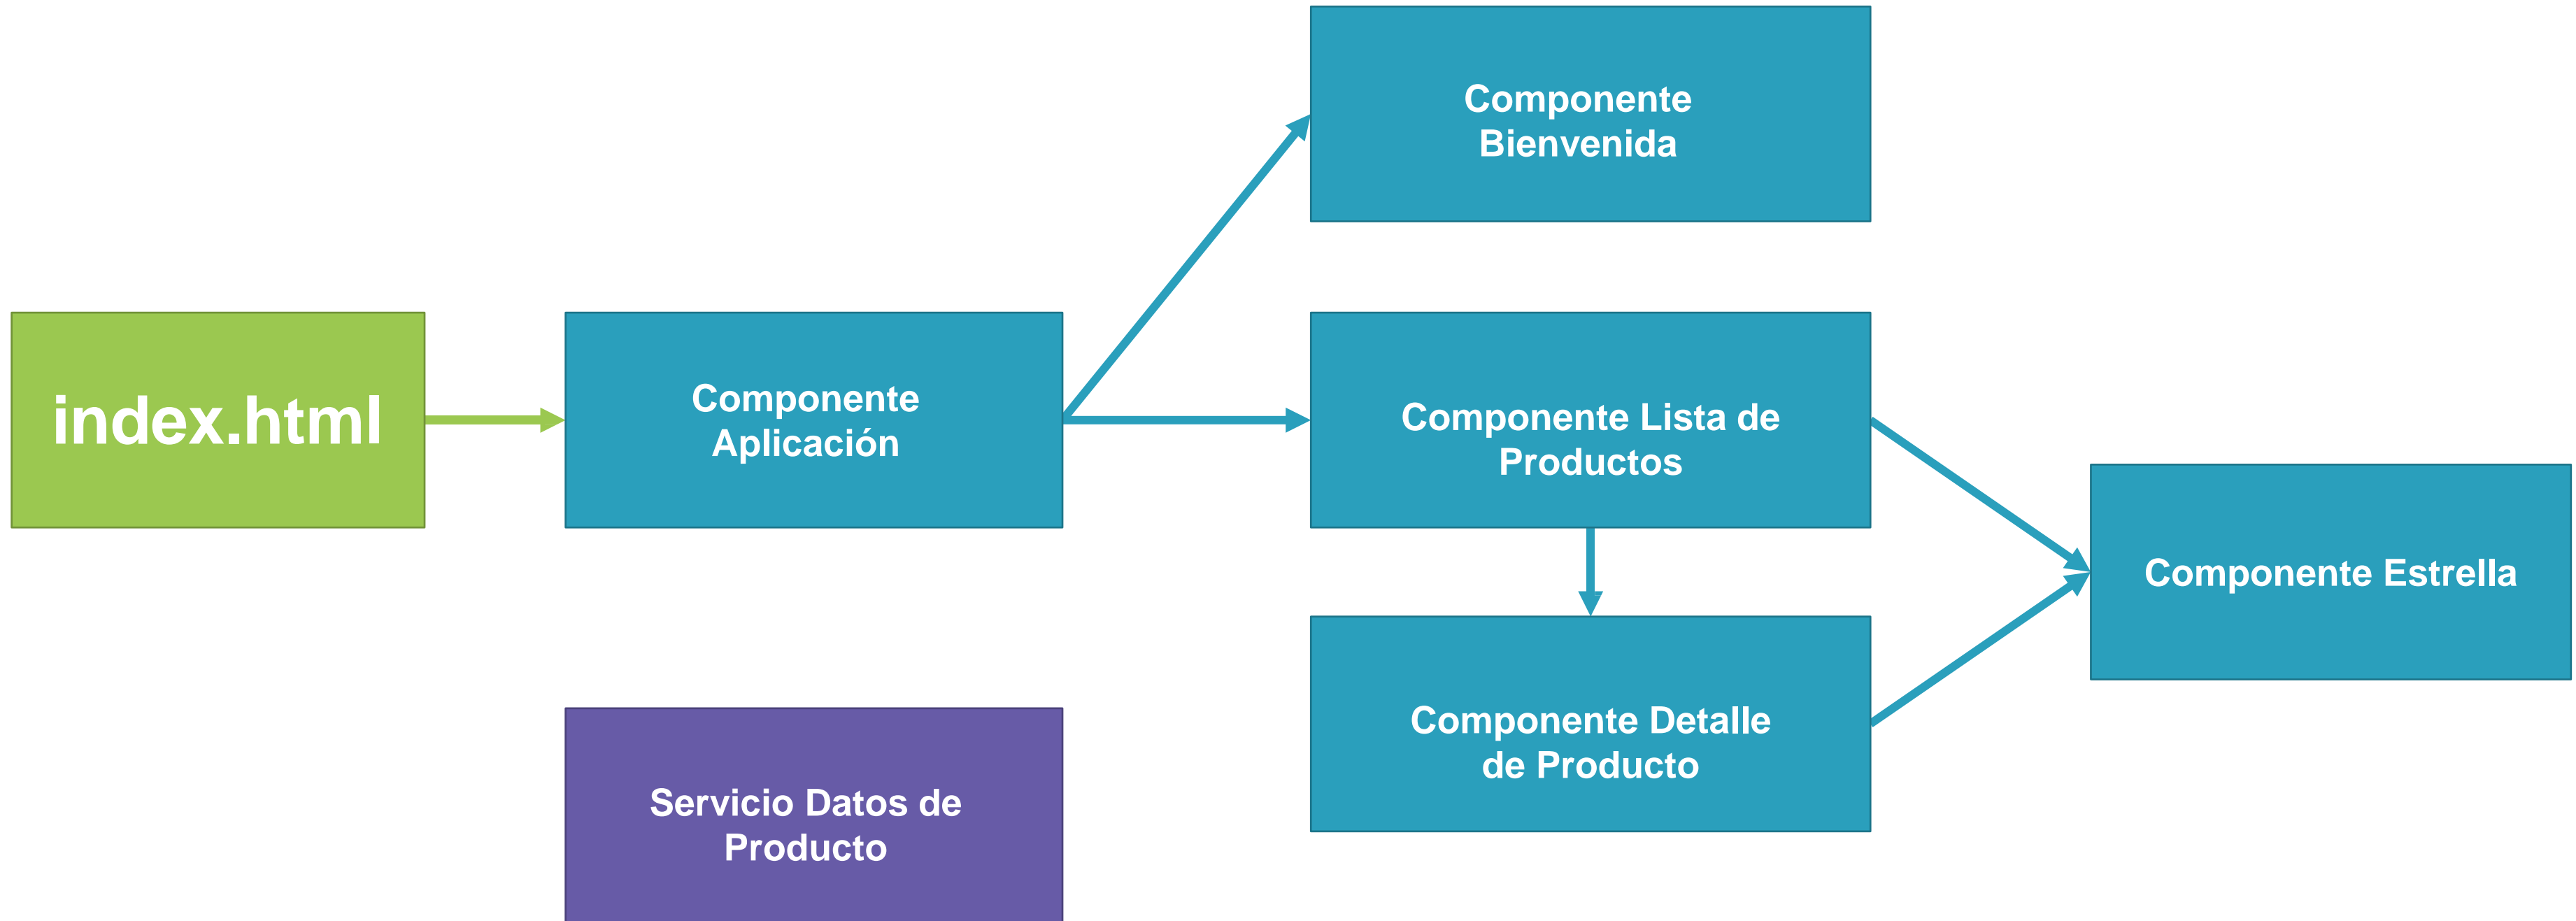 Componente
Bienvenida
index.html
Componente
Aplicación
Componente Lista de
Productos
Componente Estrella
Componente Detalle
de Producto
Servicio Datos de
Producto